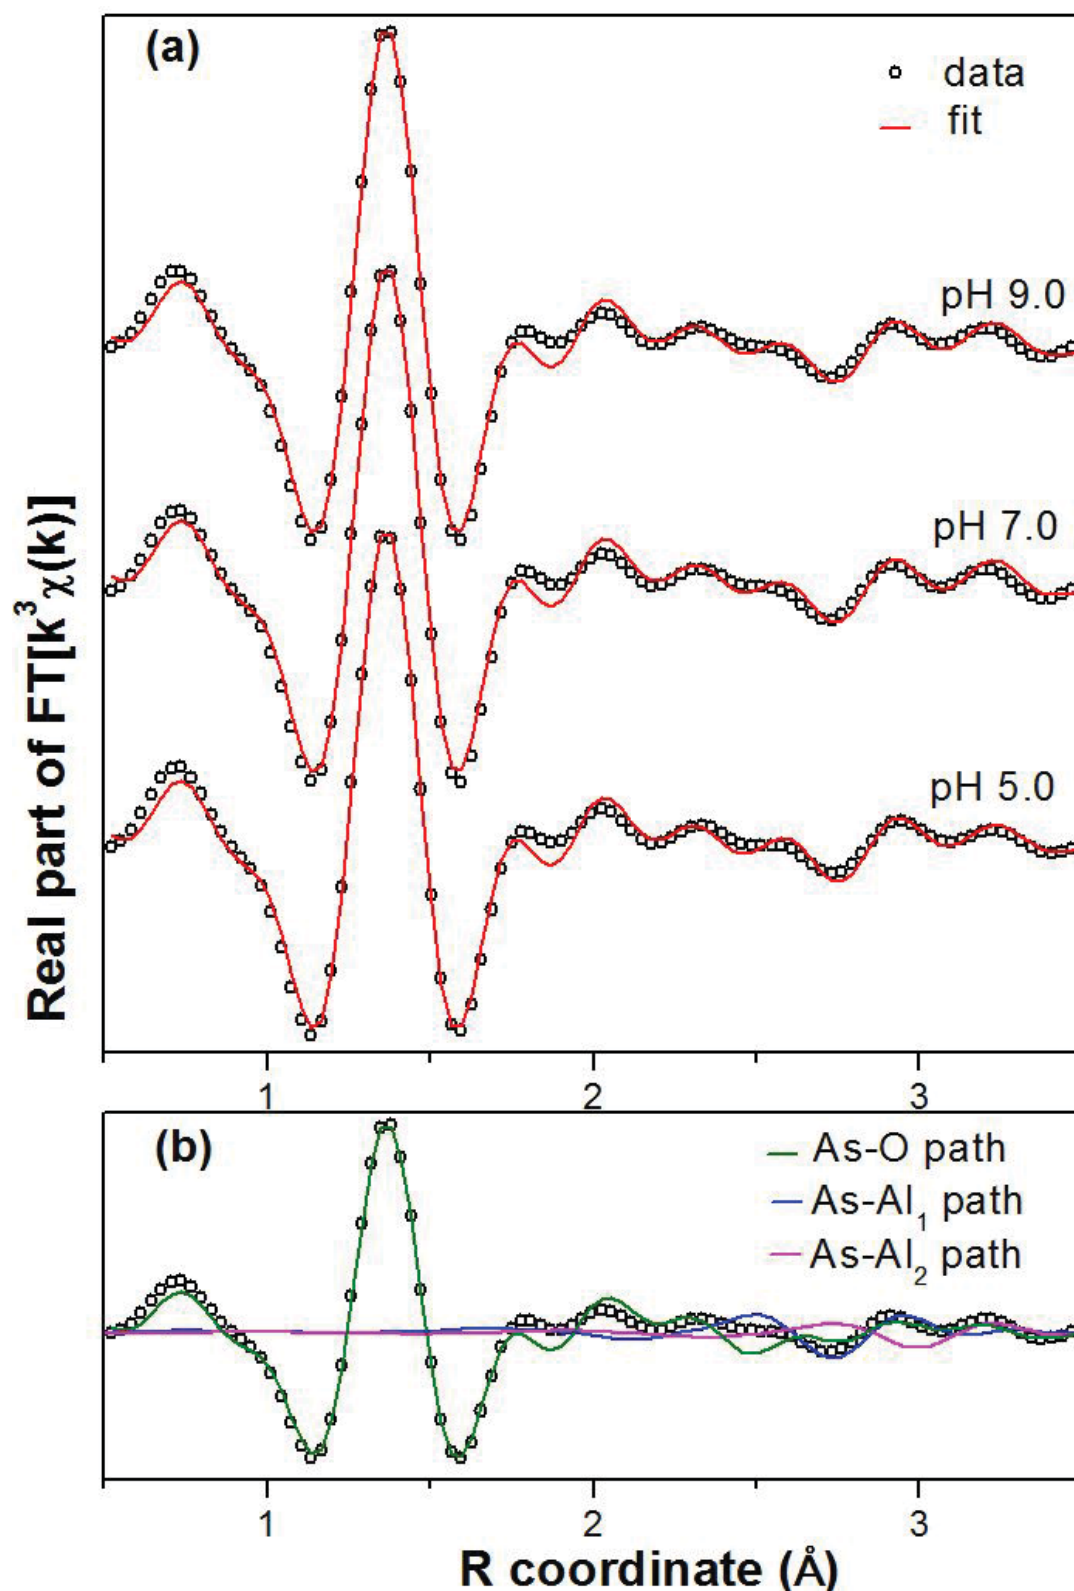 (a)
data
fit
pH 9.0
pH 7.0
pH 5.0
Real part of FT[k³χ(k)]
1 2 3
(b)
As-O path
As-Al₁ path
As-Al₂ path
1 2 3
R coordinate (Å)